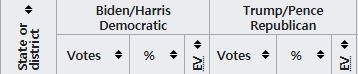 State or
district
Biden/Harris
Democratic
Trump/Pence
Republican
Votes % EV Votes % EV